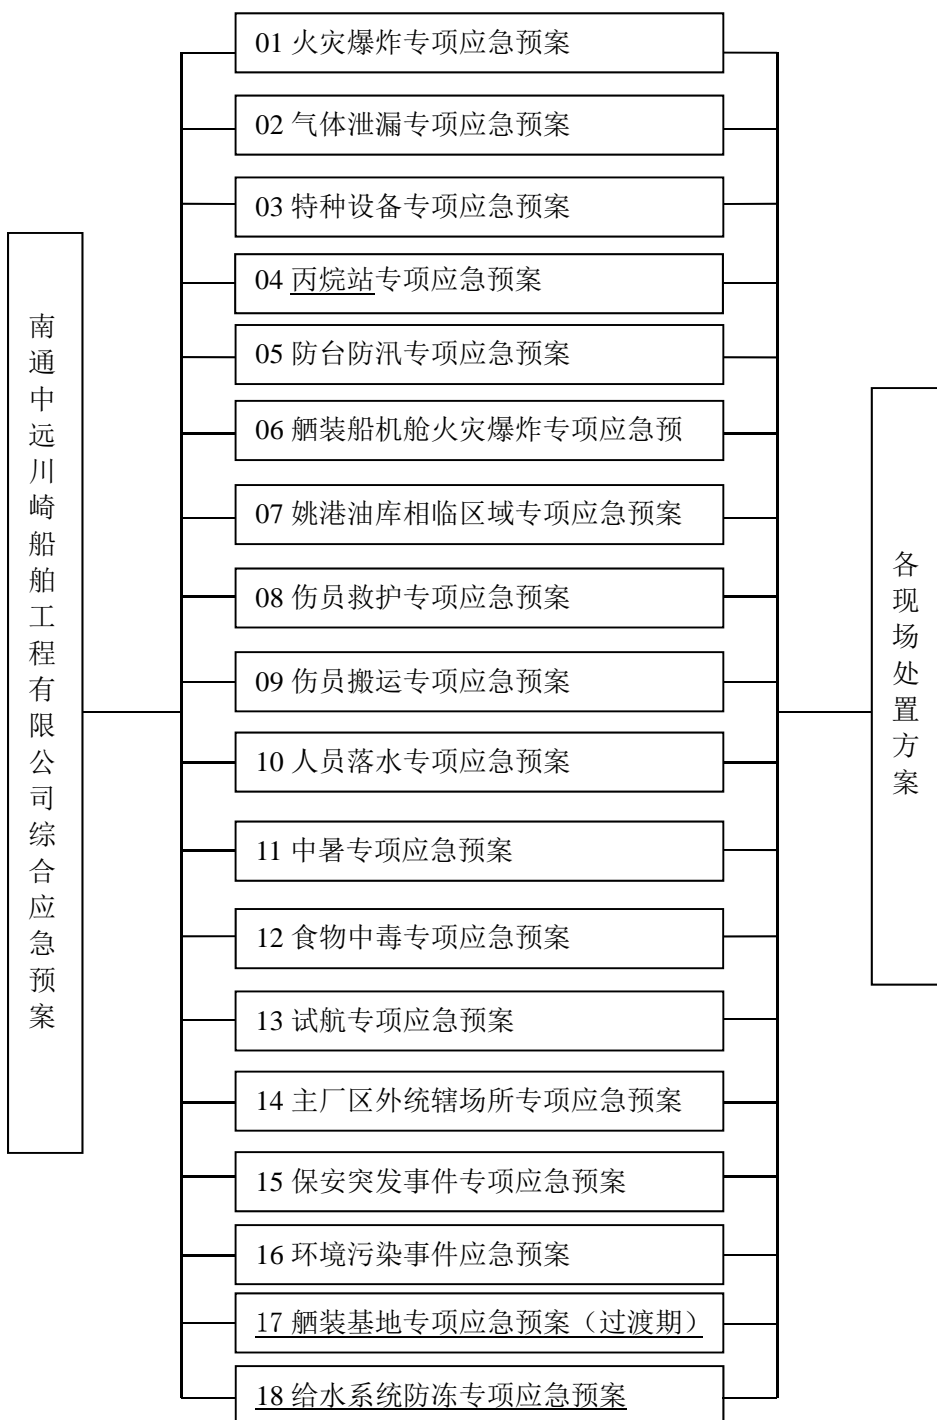 01 火灾爆炸专项应急预案
02 气体泄漏专项应急预案
03 特种设备专项应急预案
04 丙烷站专项应急预案
05 防台防汛专项应急预案
06 舾装船机舱火灾爆炸专项应急预
07 姚港油库相临区域专项应急预案
08 伤员救护专项应急预案
09 伤员搬运专项应急预案
10 人员落水专项应急预案
11 中暑专项应急预案
12 食物中毒专项应急预案
13 试航专项应急预案
14 主厂区外统辖场所专项应急预案
15 保安突发事件专项应急预案
16 环境污染事件应急预案
17 舾装基地专项应急预案（过渡期）
18 给水系统防冻专项应急预案
南通中远川崎船舶工程有限公司综合应急预案
各现场处置方案